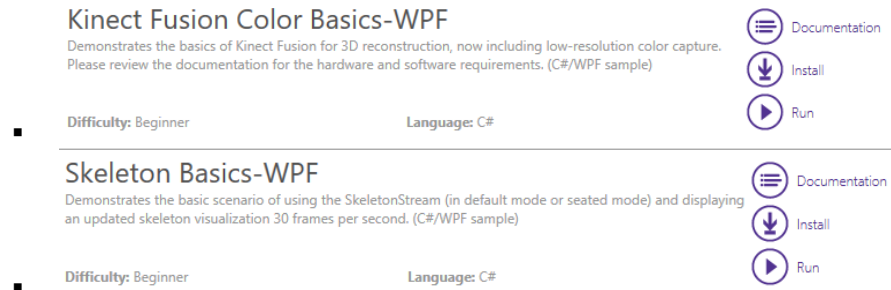 Kinect Fusion Color Basics-WPF
Demonstrates the basics of Kinect Fusion for 3D reconstruction, now including low-resolution color capture.
Please review the documentation for the hardware and software requirements. (C#/WPF sample)
Documentation
Install
Run
Difficulty: Beginner
Language: C#
Skeleton Basics-WPF
Demonstrates the basic scenario of using the SkeletonStream (in default mode or seated mode) and displaying
an updated skeleton visualization 30 frames per second. (C#/WPF sample)
Documentation
Install
Run
Difficulty: Beginner
Language: C#